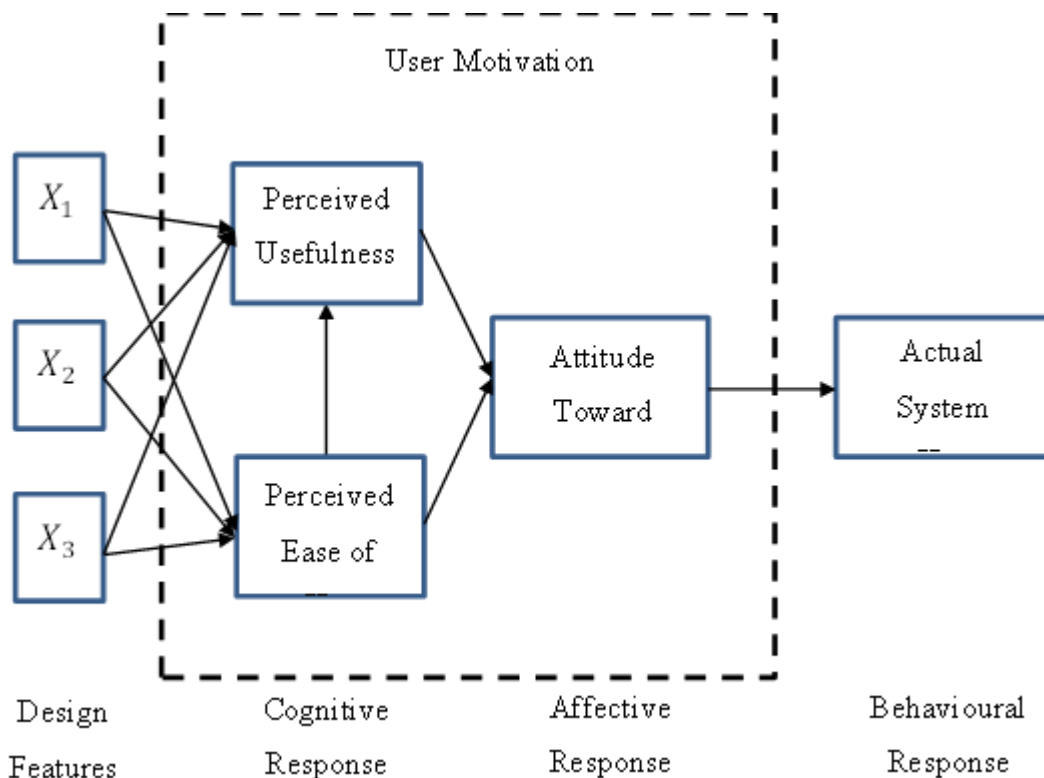 User Motivation
X₁
X₂
X₃
Perceived
Usefulness
Perceived
Ease of
Attitude
Toward
Actual
System
Design
Features
Cognitive
Response
Affective
Response
Behavioural
Response